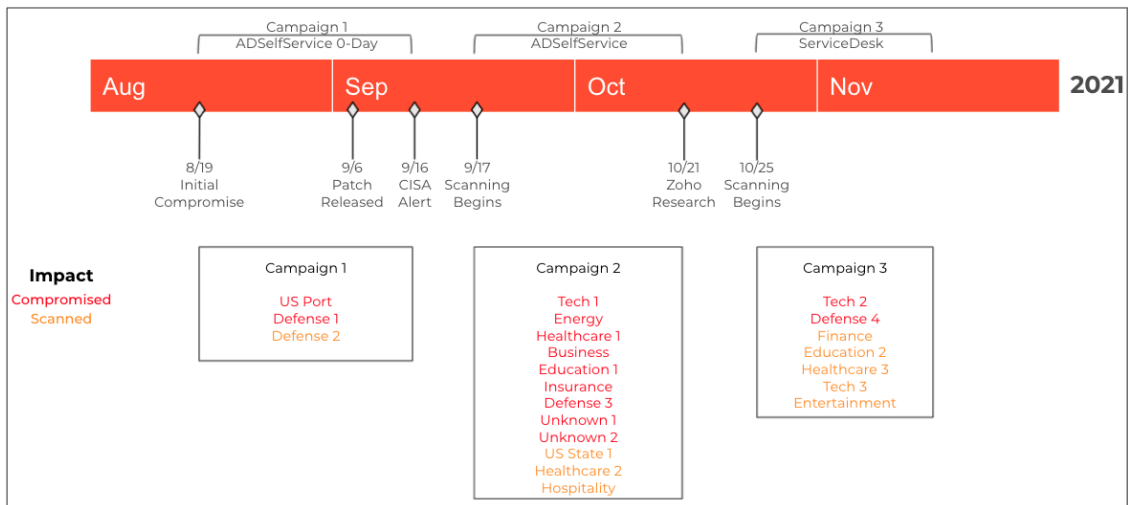 Campaign 1
ADSelfService 0-Day
Campaign 2
ADSelfService
Campaign 3
ServiceDesk
Aug
Sep
Oct
Nov
2021
8/19
Initial
Compromise
9/6
Patch
Released
9/16
CISA
Alert
9/17
Scanning
Begins
10/21
Zoho
Research
10/25
Scanning
Begins
Impact
Compromised
Scanned
Campaign 1
US Port
Defense 1
Defense 2
Campaign 2
Tech 1
Energy
Healthcare 1
Business
Education 1
Insurance
Defense 3
Unknown 1
Unknown 2
US State 1
Healthcare 2
Hospitality
Campaign 3
Tech 2
Defense 4
Finance
Education 2
Healthcare 3
Tech 3
Entertainment